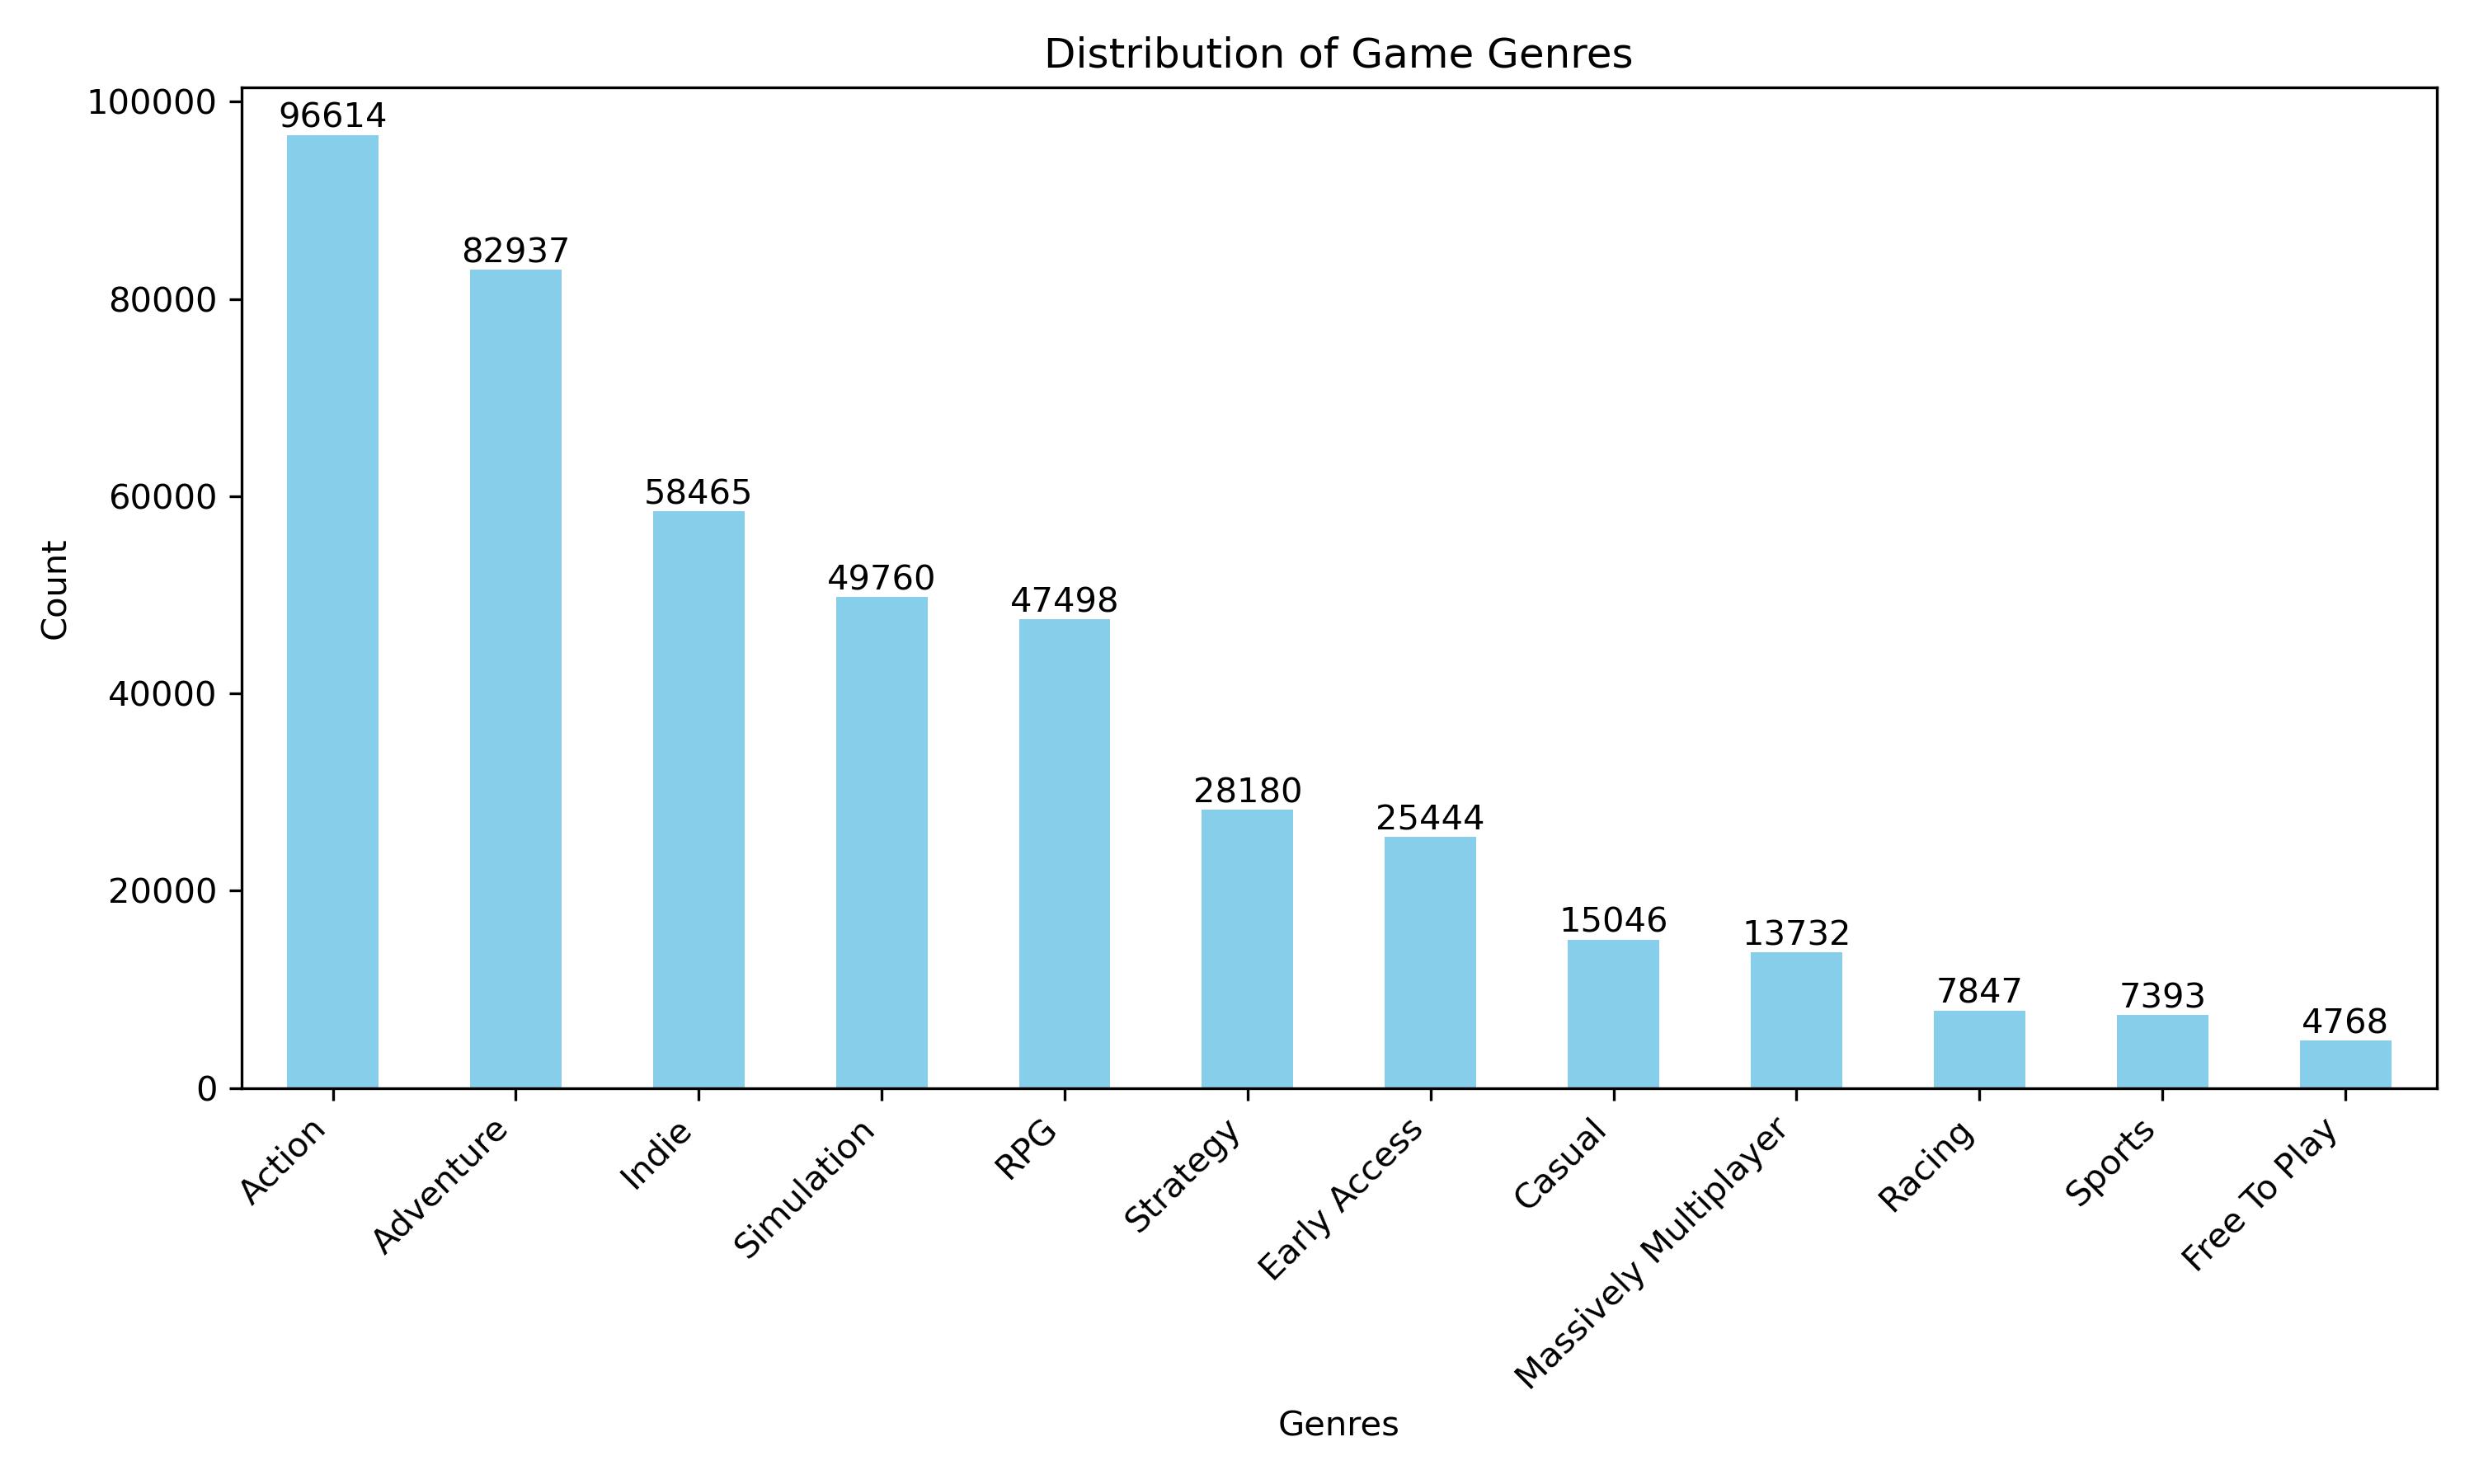 Distribution of Game Genres
100000
80000
60000
40000
20000
0
Count
96614
82937
58465
49760
47498
28180
25444
15046
13732
7847
7393
4768
Action
Adventure
Indie
Simulation
RPG
Strategy
Early Access
Casual
Massively Multiplayer
Racing
Sports
Free To Play
Genres